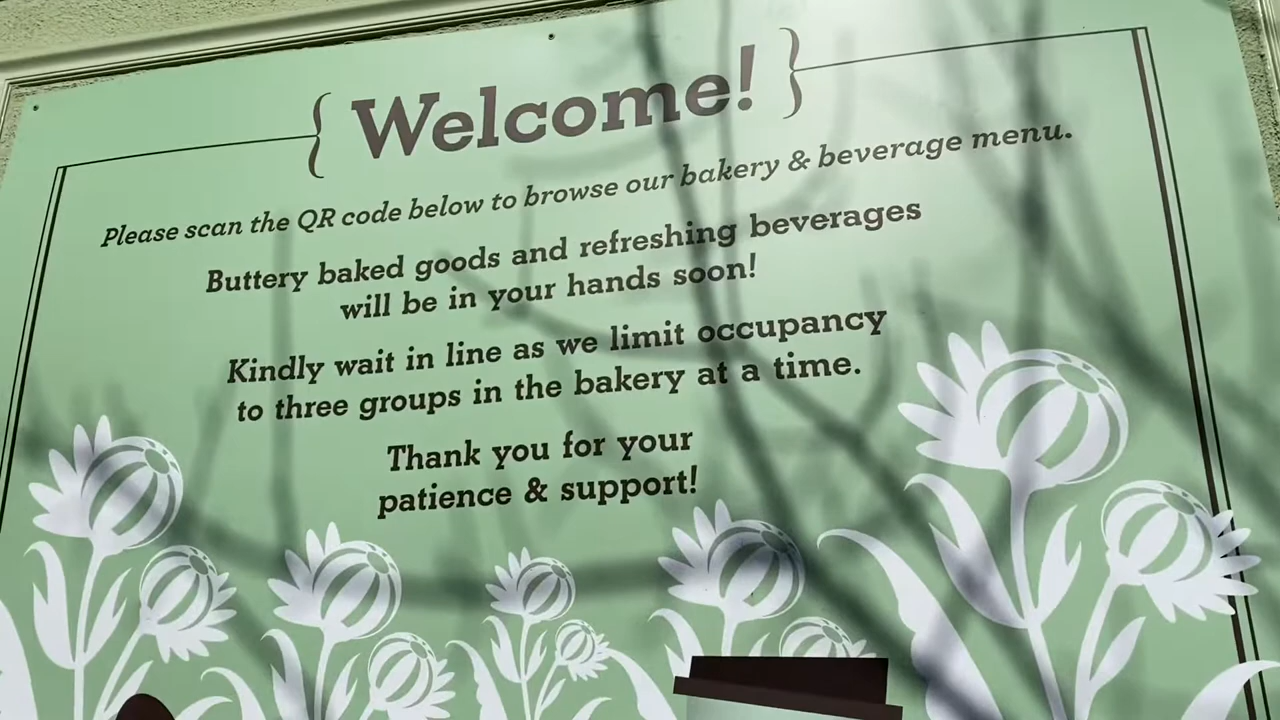 Welcome!
Please scan the QR code below to browse our bakery & beverage menu.
Buttery baked goods and refreshing beverages
will be in your hands soon!
Kindly wait in line as we limit occupancy
to three groups in the bakery at a time.
Thank you for your
patience & support!